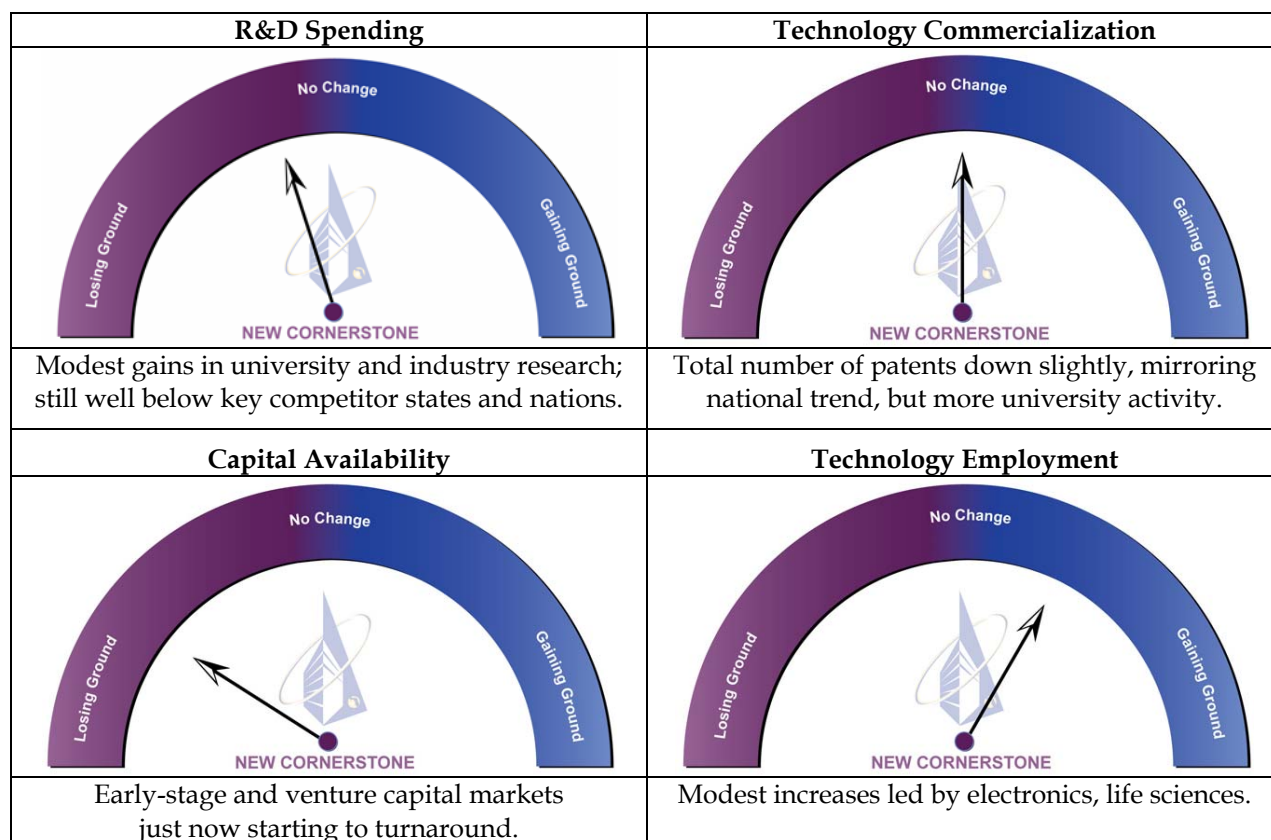 R&D Spending
Technology Commercialization
No Change
Losing Ground
Gaining Ground
NEW CORNERSTONE
No Change
Losing Ground
Gaining Ground
NEW CORNERSTONE
Modest gains in university and industry research;
still well below key competitor states and nations.
Total number of patents down slightly, mirroring
national trend, but more university activity.
Capital Availability
Technology Employment
No Change
Losing Ground
Gaining Ground
NEW CORNERSTONE
No Change
Losing Ground
Gaining Ground
NEW CORNERSTONE
Early-stage and venture capital markets
just now starting to turnaround.
Modest increases led by electronics, life sciences.